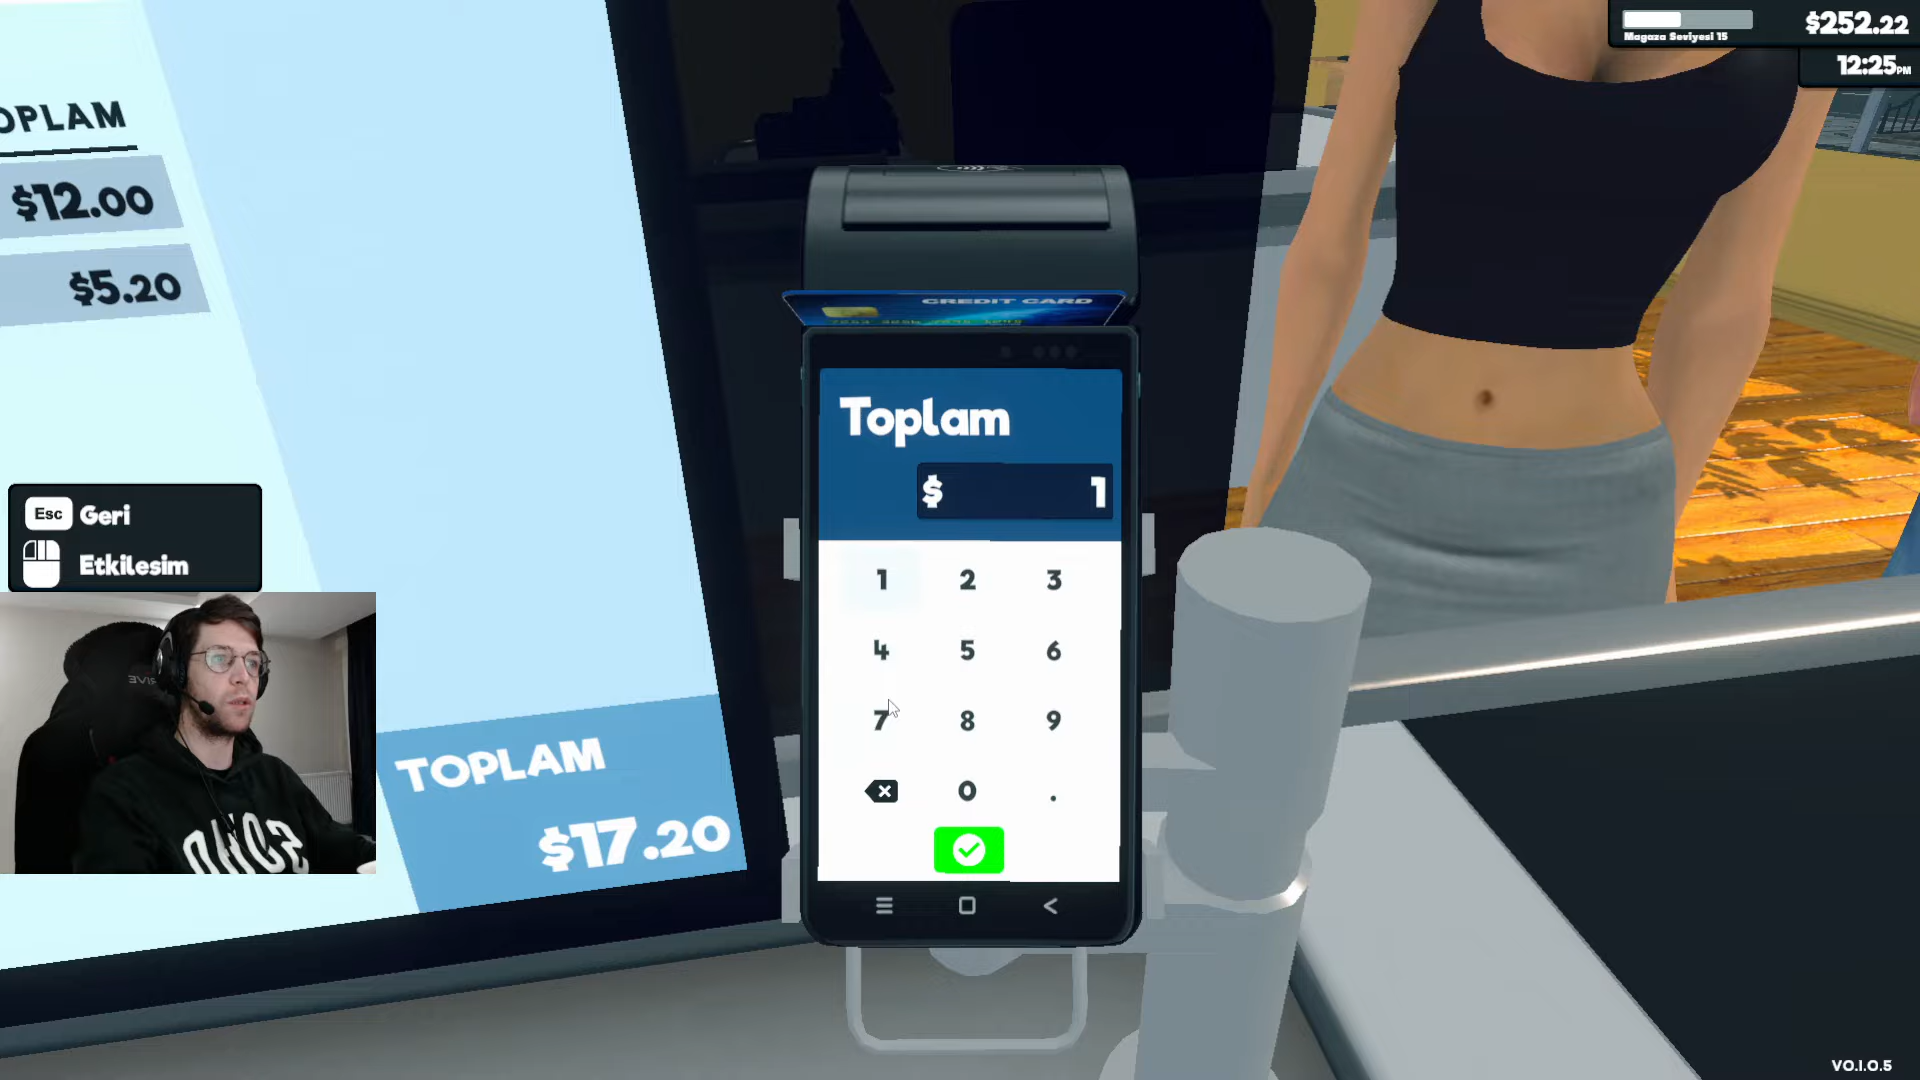 $252.22
Magaza Seviyesi 15
12:25PM
OPLAM
$12.00
$5.20
CREDIT CARD
Toplam
$ 1
1 2 3
4 5 6
7 8 9
0 .
Esc Geri
Etkilesim
TOPLAM
$17.20
V0.1.0.5